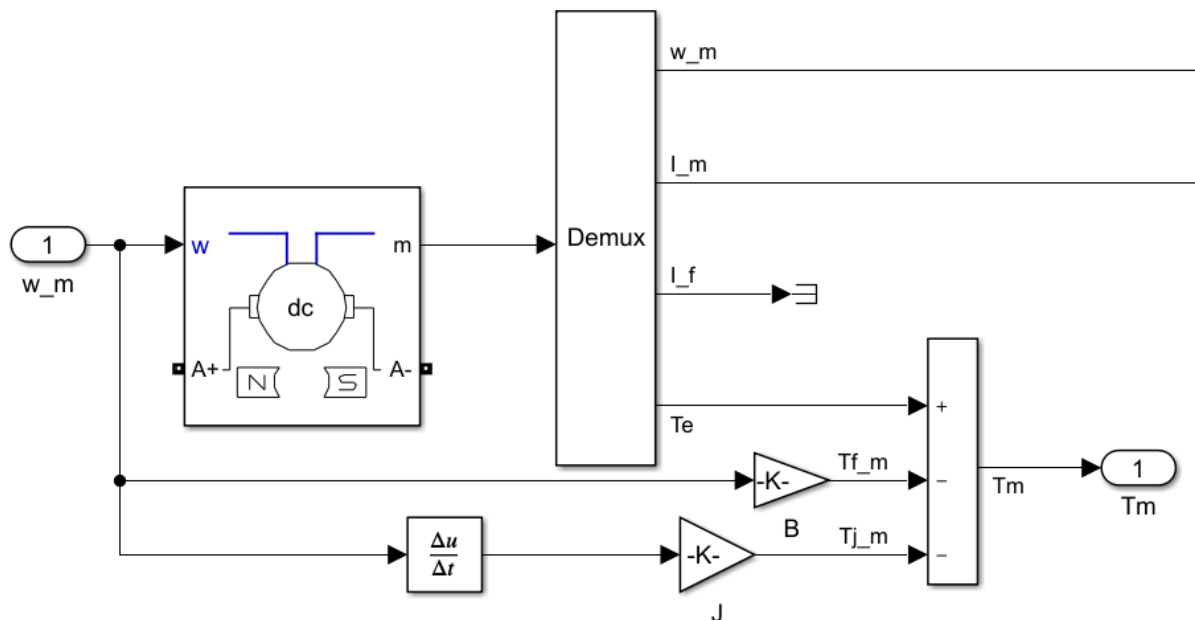 w_m
I_m
Demux
1
w_m
w
m
dc
I_f
A+
A-
N
S
Te
+
-K-
Tf_m
−
Tm
1
Tm
B
Δu
Δt
-K-
Tj_m
−
J